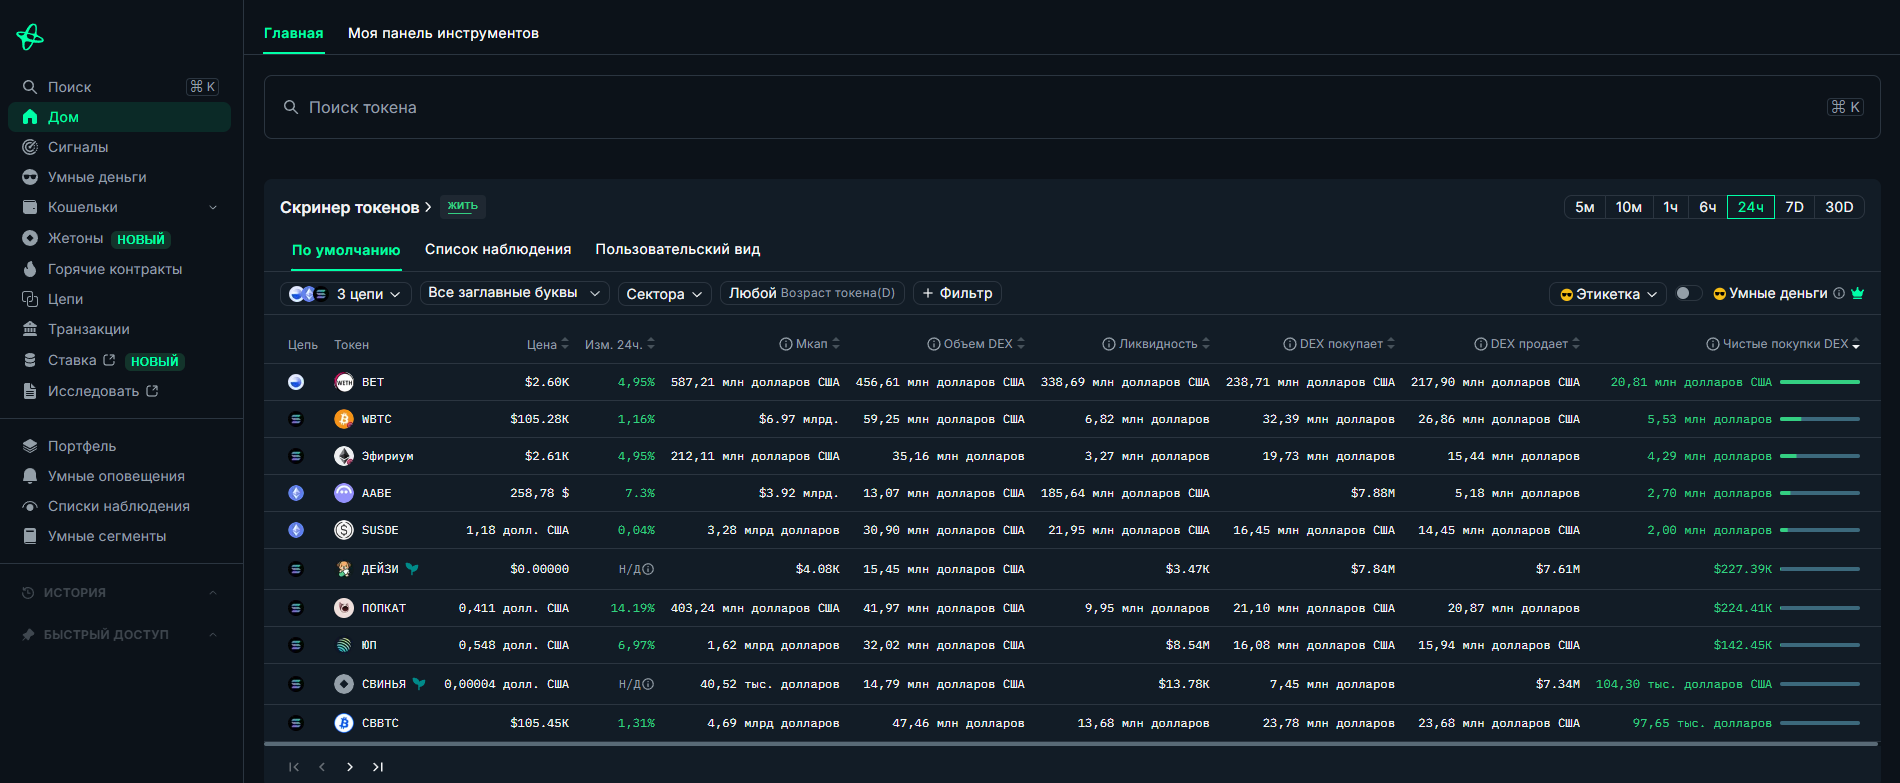 Главная Моя панель инструментов
Поиск ⌘ K
Дом
Сигналы
Умные деньги
Кошельки
Жетоны НОВЫЙ
Горячие контракты
Цепи
Транзакции
Ставка НОВЫЙ
Исследовать
Портфель
Умные оповещения
Списки наблюдения
Умные сегменты
ИСТОРИЯ
БЫСТРЫЙ ДОСТУП
Поиск токена ⌘ K
Скринер токенов ЖИТЬ 5м 10м 1ч 6ч 24ч 7D 30D
По умолчанию Список наблюдения Пользовательский вид
3 цепи Все заглавные буквы Сектора Любой Возраст токена(D) + Фильтр Этикетка Умные деньги
Цепь Токен Цена Изм. 24ч. Мкап Объем DEX Ликвидность DEX покупает DEX продает Чистые покупки DEX
ВЕТ $2.60K 4,95% 587,21 млн долларов США 456,61 млн долларов США 338,69 млн долларов США 238,71 млн долларов США 217,90 млн долларов США 20,81 млн долларов США
WBTC $105.28K 1,16% $6.97 млрд. 59,25 млн долларов США 6,82 млн долларов 32,39 млн долларов 26,86 млн долларов США 5,53 млн долларов
Эфириум $2.61K 4,95% 212,11 млн долларов США 35,16 млн долларов 3,27 млн долларов 19,73 млн долларов 15,44 млн долларов 4,29 млн долларов
ААВЕ 258,78 $ 7.3% $3.92 млрд. 13,07 млн долларов США 185,64 млн долларов США $7.88M 5,18 млн долларов 2,70 млн долларов
SUSDE 1,18 долл. США 0,04% 3,28 млрд долларов 30,90 млн долларов США 21,95 млн долларов США 16,45 млн долларов США 14,45 млн долларов США 2,00 млн долларов
ДЕЙЗИ $0.00000 Н/Д $4.08K 15,45 млн долларов США $3.47K $7.84M $7.61M $227.39K
ПОПКАТ 0,411 долл. США 14.19% 403,24 млн долларов США 41,97 млн долларов США 9,95 млн долларов 21,10 млн долларов США 20,87 млн долларов $224.41K
ЮП 0,548 долл. США 6,97% 1,62 млрд долларов 32,02 млн долларов США $8.54M 16,08 млн долларов США 15,94 млн долларов США $142.45K
СВИНЬЯ 0,00004 долл. США Н/Д 40,52 тыс. долларов 14,79 млн долларов США $13.78K 7,45 млн долларов $7.34M 104,30 тыс. долларов США
CBBTC $105.45K 1,31% 4,69 млрд долларов 47,46 млн долларов 13,68 млн долларов 23,78 млн долларов 23,68 млн долларов США 97,65 тыс. долларов